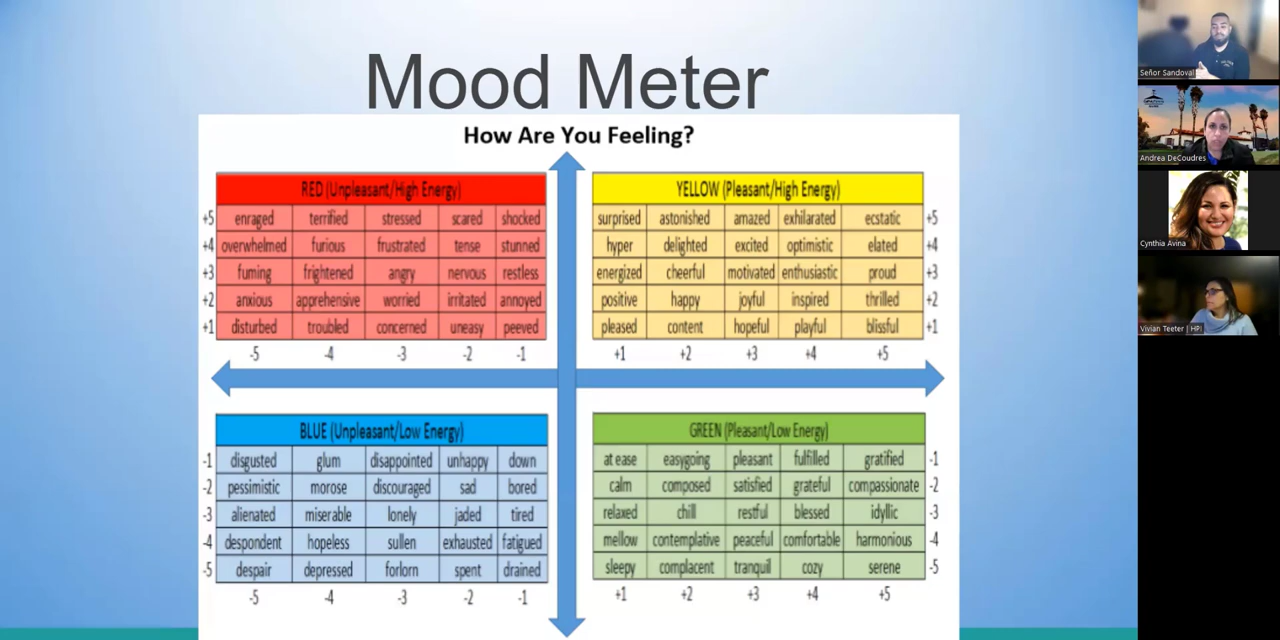 Mood Meter
How Are You Feeling?
RED (Unpleasant/High Energy)
+5 enraged terrified stressed scared shocked
+4 overwhelmed furious frustrated tense stunned
+3 fuming frightened angry nervous restless
+2 anxious apprehensive worried irritated annoyed
+1 disturbed troubled concerned uneasy peeved
-5 -4 -3 -2 -1
YELLOW (Pleasant/High Energy)
surprised astonished amazed exhilarated ecstatic +5
hyper delighted excited optimistic elated +4
energized cheerful motivated enthusiastic proud +3
positive happy joyful inspired thrilled +2
pleased content hopeful playful blissful +1
+1 +2 +3 +4 +5
BLUE (Unpleasant/Low Energy)
-1 disgusted glum disappointed unhappy down
-2 pessimistic morose discouraged sad bored
-3 alienated miserable lonely jaded tired
-4 despondent hopeless sullen exhausted fatigued
-5 despair depressed forlorn spent drained
-5 -4 -3 -2 -1
GREEN (Pleasant/Low Energy)
at ease easygoing pleasant fulfilled gratified -1
calm composed satisfied grateful compassionate -2
relaxed chill restful blessed idyllic -3
mellow contemplative peaceful comfortable harmonious -4
sleepy complacent tranquil cozy serene -5
+1 +2 +3 +4 +5
Señor Sandoval
Andrea DeCoudres
Cynthia Avina
Vivian Teeter | HPI